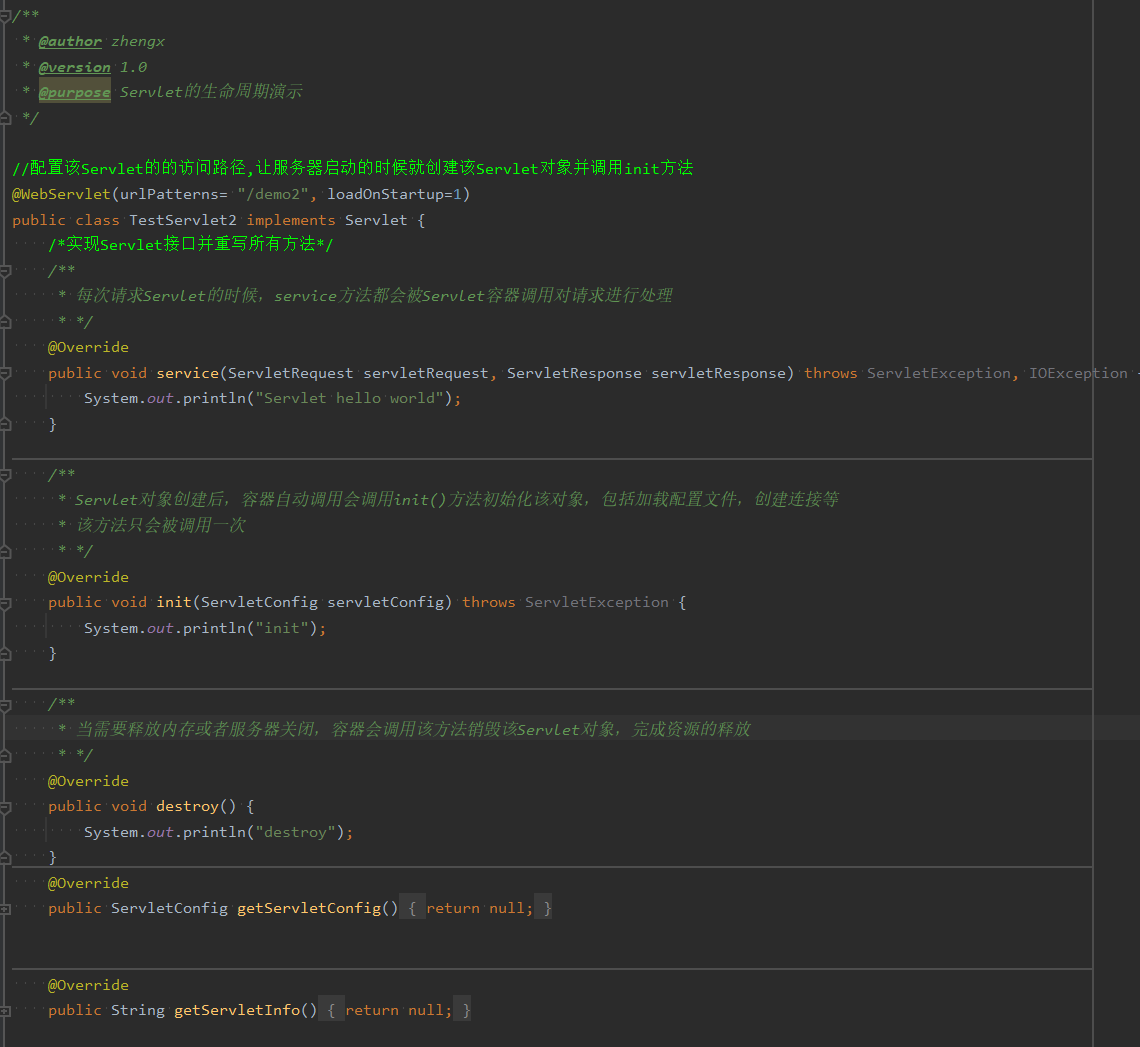 /**
 * @author zhengx
 * @version 1.0
 * @purpose Servlet的生命周期演示
 */
//配置该Servlet的的访问路径,让服务器启动的时候就创建该Servlet对象并调用init方法
@WebServlet(urlPatterns= "/demo2", loadOnStartup=1)
public class TestServlet2 implements Servlet {
    /*实现Servlet接口并重写所有方法*/
    /**
     * 每次请求Servlet的时候，service方法都会被Servlet容器调用对请求进行处理
     * */
    @Override
    public void service(ServletRequest servletRequest, ServletResponse servletResponse) throws ServletException, IOException
        System.out.println("Servlet hello world");
    }
    /**
     * Servlet对象创建后，容器自动调用会调用init()方法初始化该对象，包括加载配置文件，创建连接等
     * 该方法只会被调用一次
     * */
    @Override
    public void init(ServletConfig servletConfig) throws ServletException {
        System.out.println("init");
    }
    /**
     * 当需要释放内存或者服务器关闭，容器会调用该方法销毁该Servlet对象，完成资源的释放
     * */
    @Override
    public void destroy() {
        System.out.println("destroy");
    }
    @Override
    public ServletConfig getServletConfig() { return null; }
    @Override
    public String getServletInfo() { return null; }